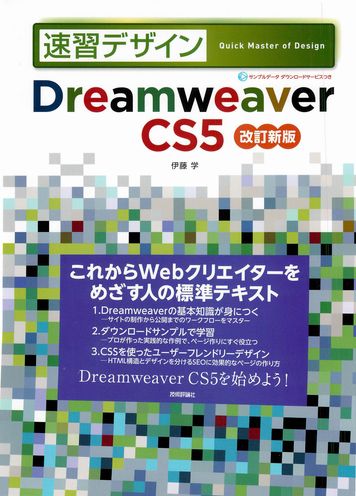 速習デザイン
Quick Master of Design
サンプルデータ ダウンロードサービスつき
Dreamweaver
CS5 改訂新版
伊藤 学
これからWebクリエイターを
めざす人の標準テキスト
1.Dreamweaverの基本知識が身につく
―サイトの制作から公開までのワークフローをマスター
2.ダウンロードサンプルで学習
―プロが作った実践的な作例で、ページ作りにすぐ役立つ
3.CSSを使ったユーザーフレンドリーデザイン
―HTML構造とデザインを分けるSEOに効果的なページの作り方
Dreamweaver CS5を始めよう!
技術評論社